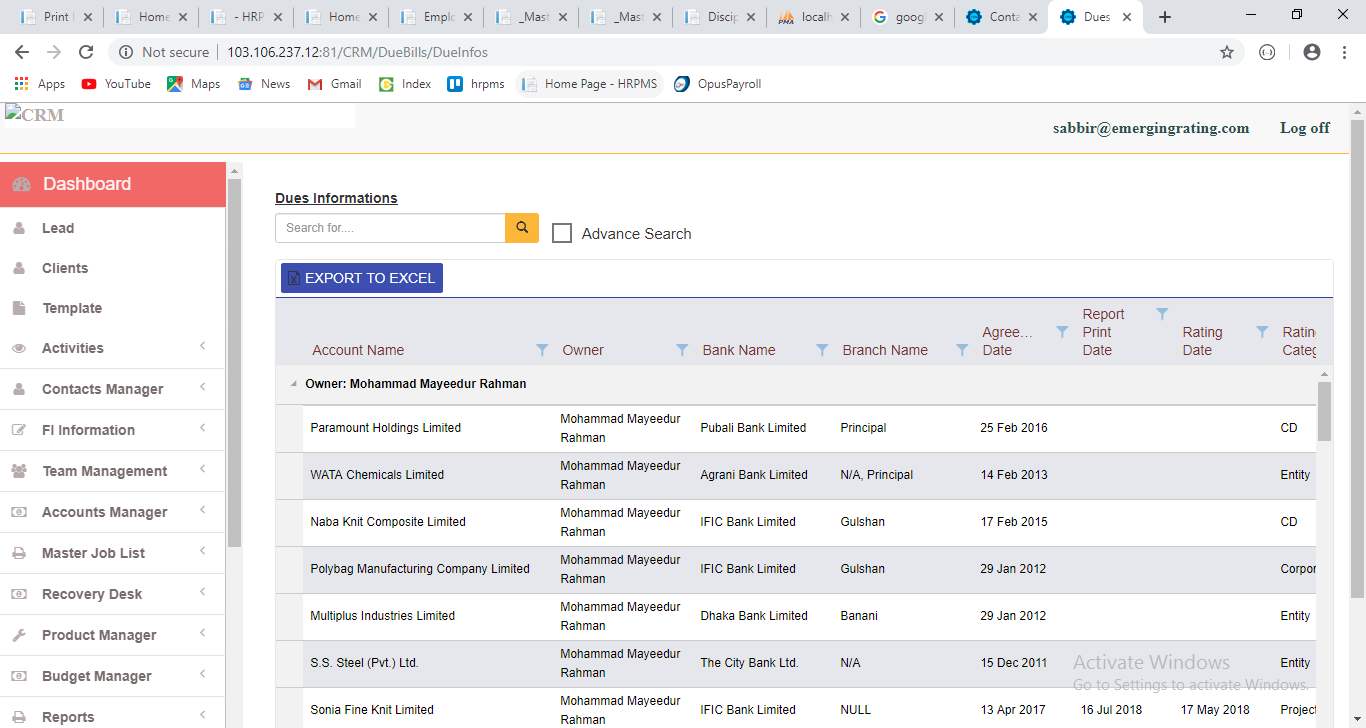 Print
Home
- HRP
Home
Emplo
_Mast
_Mast
Discip
localh
goog
Conta
Dues
Not secure
103.106.237.12:81/CRM/DueBills/DueInfos
Apps
YouTube
Maps
News
Gmail
Index
hrpms
Home Page - HRPMS
OpusPayroll
CRM
sabbir@emergingrating.com
Log off
Dashboard
Lead
Clients
Template
Activities
Contacts Manager
FI Information
Team Management
Accounts Manager
Master Job List
Recovery Desk
Product Manager
Budget Manager
Reports
Dues Informations
Search for....
Advance Search
EXPORT TO EXCEL
Account Name
Owner
Bank Name
Branch Name
Agree...
Date
Report
Print
Date
Rating
Date
Rating
Categ
Owner: Mohammad Mayeedur Rahman
Paramount Holdings Limited
Mohammad Mayeedur
Rahman
Pubali Bank Limited
Principal
25 Feb 2016
CD
WATA Chemicals Limited
Mohammad Mayeedur
Rahman
Agrani Bank Limited
N/A, Principal
14 Feb 2013
Entity
Naba Knit Composite Limited
Mohammad Mayeedur
Rahman
IFIC Bank Limited
Gulshan
17 Feb 2015
CD
Polybag Manufacturing Company Limited
Mohammad Mayeedur
Rahman
IFIC Bank Limited
Gulshan
29 Jan 2012
Corpor
Multiplus Industries Limited
Mohammad Mayeedur
Rahman
Dhaka Bank Limited
Banani
29 Jan 2012
Entity
S.S. Steel (Pvt.) Ltd.
Mohammad Mayeedur
Rahman
The City Bank Ltd.
N/A
15 Dec 2011
Entity
Sonia Fine Knit Limited
Mohammad Mayeedur
Rahman
IFIC Bank Limited
NULL
13 Apr 2017
16 Jul 2018
17 May 2018
Project
Activate Windows
Go to Settings to activate Windows.